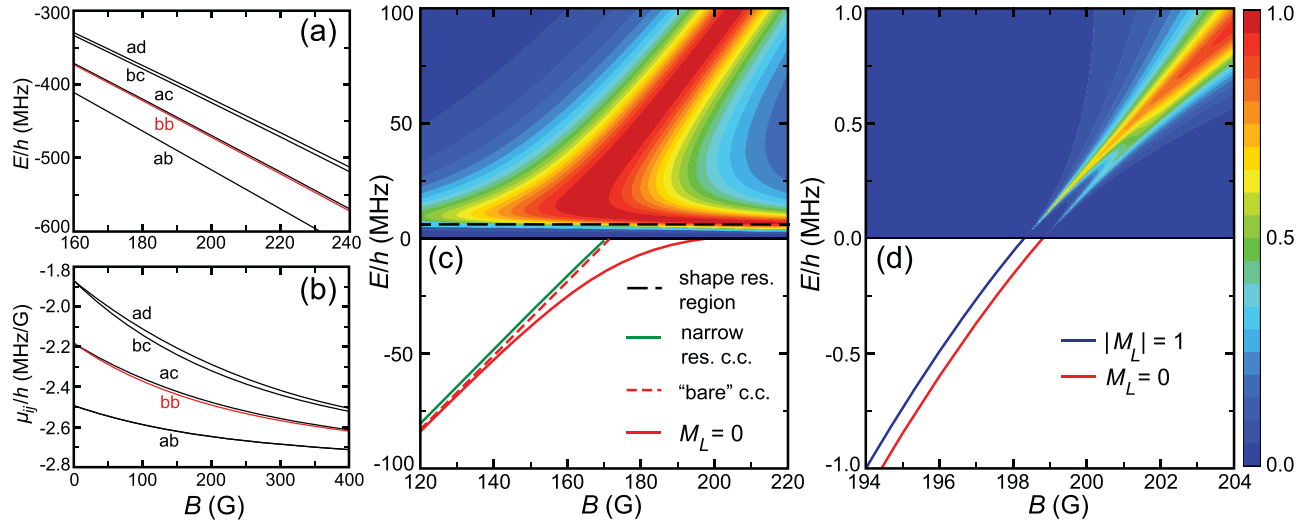 (a)
E/h (MHz)
-300
-400
-500
-600
ad
bc
ac
bb
ab
160
180
200
220
240
(b)
μij/h (MHz/G)
-1.8
-2.0
-2.2
-2.4
-2.6
-2.8
ad
bc
ac
bb
ab
0
100
200
300
400
B (G)
(c)
E/h (MHz)
100
50
0
-50
-100
shape res.
region
narrow
res. c.c.
“bare” c.c.
ML = 0
120
140
160
180
200
220
B (G)
(d)
E/h (MHz)
1.0
0.5
0.0
-0.5
-1.0
|ML| = 1
ML = 0
194
196
198
200
202
204
B (G)
1.0
0.5
0.0